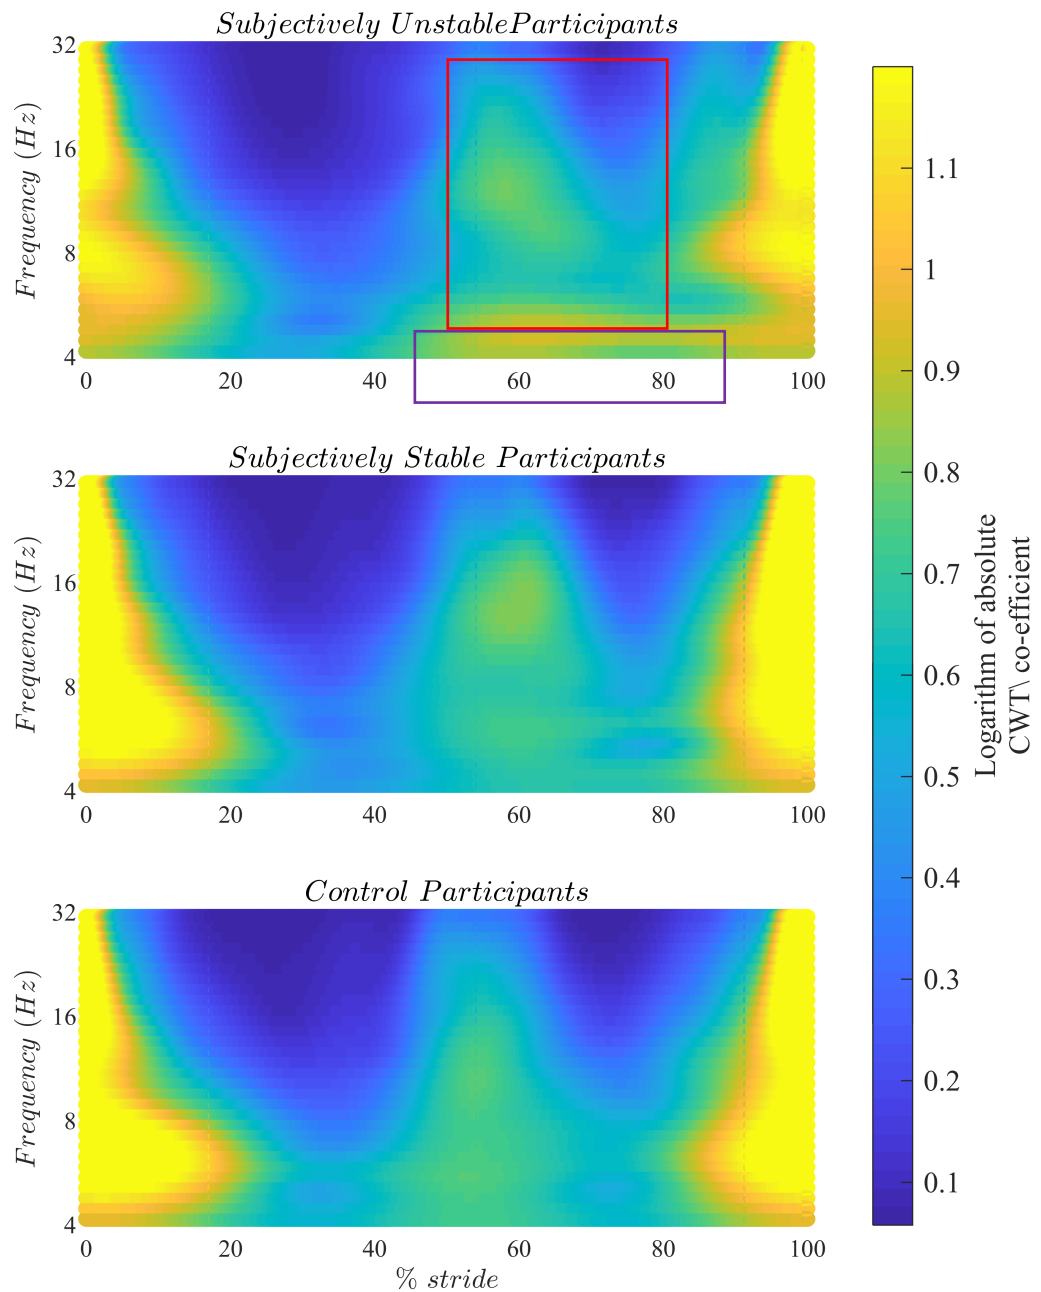 Subjectively UnstableParticipants
32
16
8
4
Frequency (Hz)
0 20 40 60 80 100
Subjectively Stable Participants
32
16
8
4
Frequency (Hz)
0 20 40 60 80 100
Control Participants
32
16
8
4
Frequency (Hz)
0 20 40 60 80 100
% stride
1.1
1
0.9
0.8
0.7
0.6
0.5
0.4
0.3
0.2
0.1
Logarithm of absolute
CWT\ co-efficient